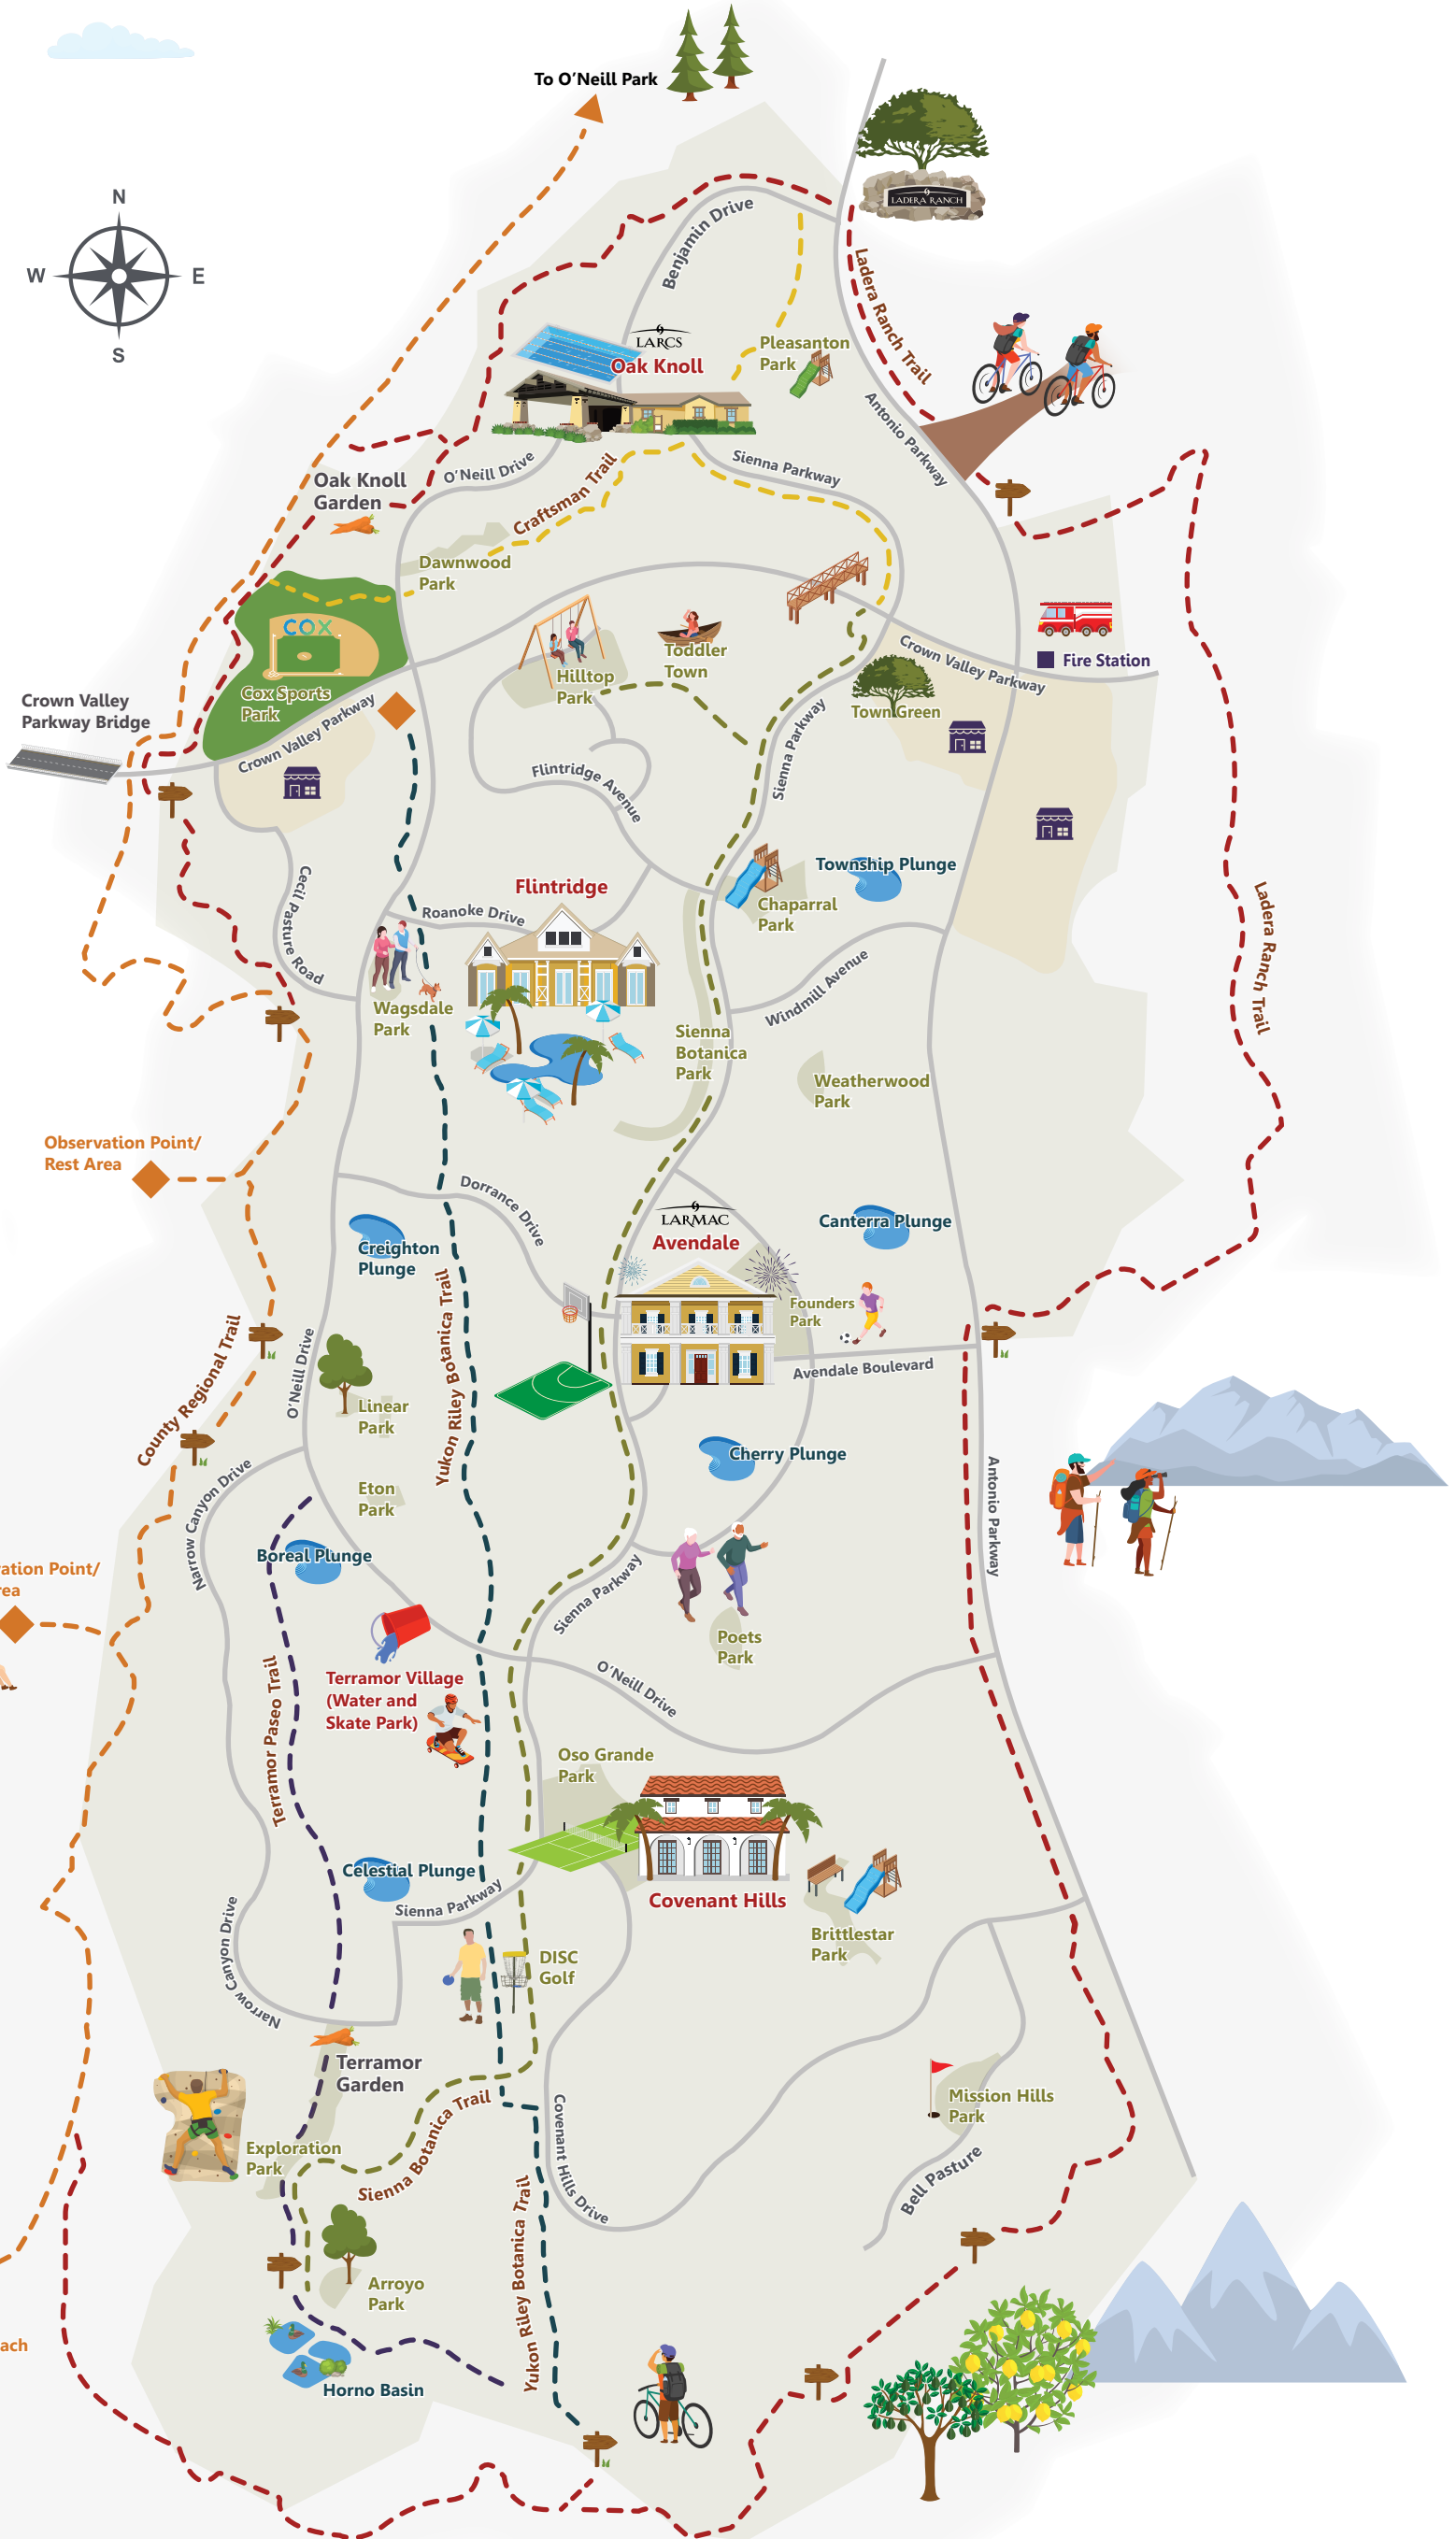 To O'Neill Park
N
W
E
S
LADERA RANCH
Benjamin Drive
Ladera Ranch Trail
LARCS
Oak Knoll
Pleasanton
Park
Antonio Parkway
O'Neill Drive
Craftsman Trail
Sienna Parkway
Oak Knoll
Garden
Dawnwood
Park
COX
Cox Sports
Park
Hilltop
Park
Toddler
Town
Crown Valley Parkway
Fire Station
Town Green
Crown Valley
Parkway Bridge
Crown Valley Parkway
Sienna Parkway
Flintridge Avenue
Township Plunge
Flintridge
Cecil Pasture Road
Roanoke Drive
Chaparral
Park
Ladera Ranch Trail
Windmill Avenue
Wagsdale
Park
Sienna
Botanica
Park
Weatherwood
Park
Observation Point/
Rest Area
Dorrance Drive
LARMAC
Avendale
Canterra Plunge
Creighton
Plunge
Founders
Park
Yukon Riley Botanica Trail
County Regional Trail
O'Neill Drive
Avendale Boulevard
Linear
Park
Cherry Plunge
Antonio Parkway
Narrow Canyon Drive
Eton
Park
Boreal Plunge
ation Point/
rea
Sienna Parkway
Poets
Park
Terramor Village
(Water and
Skate Park)
O'Neill Drive
Terramor Paseo Trail
Oso Grande
Park
Celestial Plunge
Sienna Parkway
Covenant Hills
Brittlestar
Park
Narrow Canyon Drive
DISC
Golf
Terramor
Garden
Mission Hills
Park
Sienna Botanica Trail
Covenant Hills Drive
Exploration
Park
Bell Pasture
Yukon Riley Botanica Trail
Arroyo
Park
ach
Horno Basin